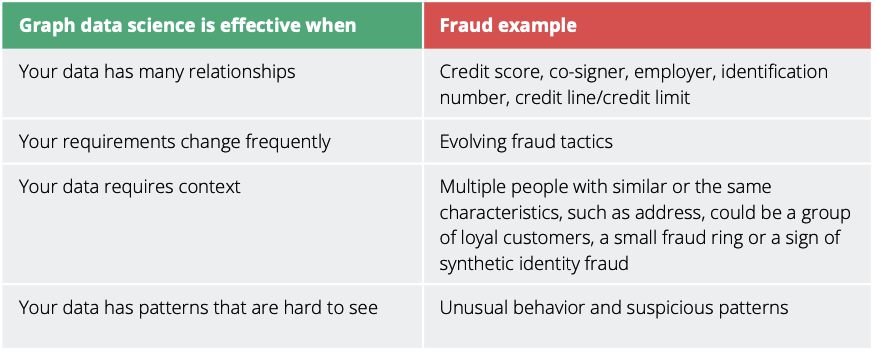 Graph data science is effective when
Fraud example
Your data has many relationships
Credit score, co-signer, employer, identification
number, credit line/credit limit
Your requirements change frequently
Evolving fraud tactics
Your data requires context
Multiple people with similar or the same
characteristics, such as address, could be a group
of loyal customers, a small fraud ring or a sign of
synthetic identity fraud
Your data has patterns that are hard to see
Unusual behavior and suspicious patterns